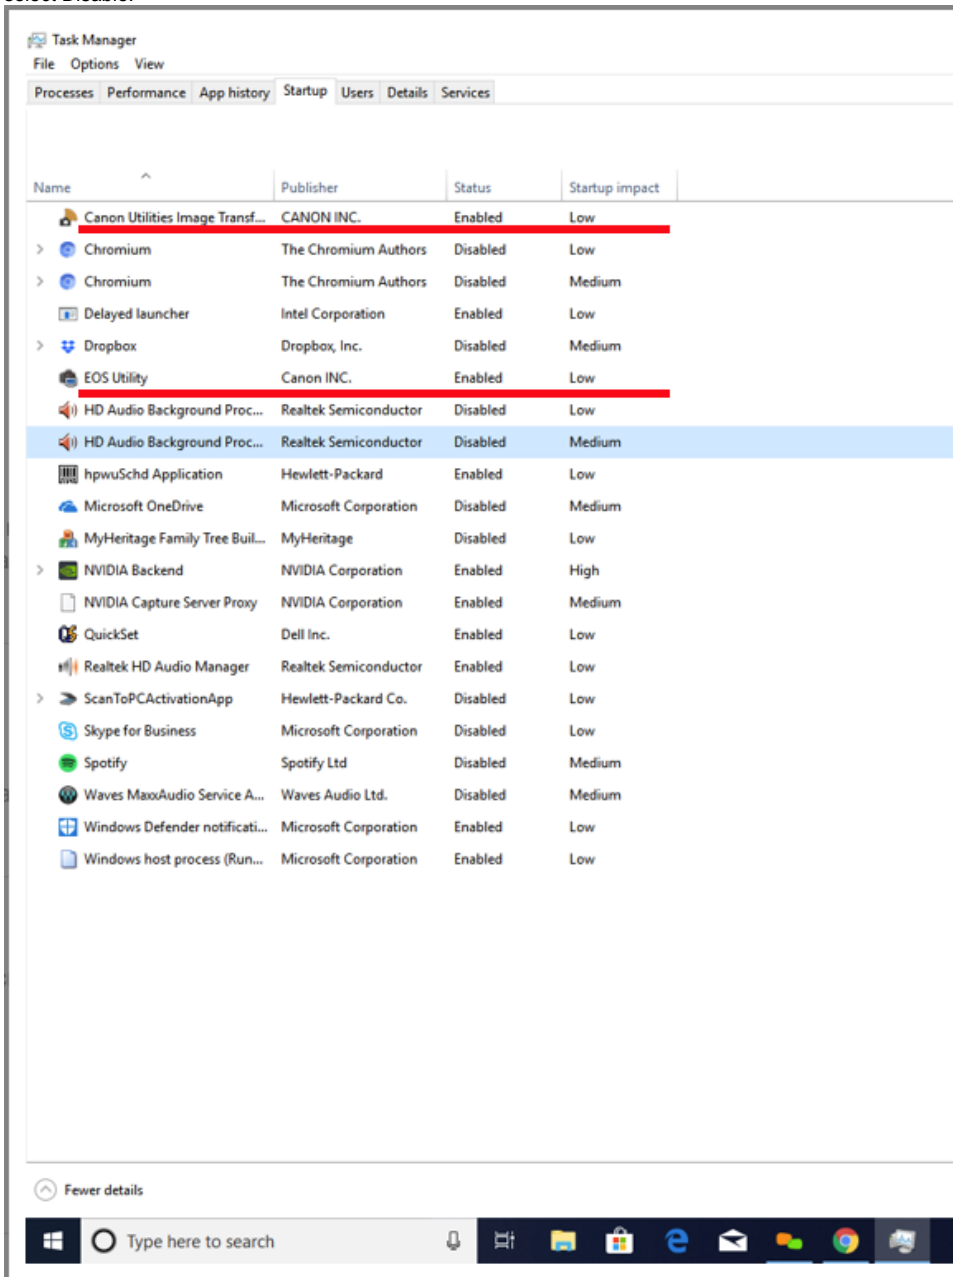 Task Manager
File Options View
Processes Performance App history Startup Users Details Services
Name Publisher Status Startup impact
Canon Utilities Image Transf... CANON INC. Enabled Low
Chromium The Chromium Authors Disabled Low
Chromium The Chromium Authors Disabled Medium
Delayed launcher Intel Corporation Enabled Low
Dropbox Dropbox, Inc. Disabled Medium
EOS Utility Canon INC. Enabled Low
HD Audio Background Proc... Realtek Semiconductor Disabled Low
HD Audio Background Proc... Realtek Semiconductor Disabled Medium
hpwuSchd Application Hewlett-Packard Enabled Low
Microsoft OneDrive Microsoft Corporation Disabled Medium
MyHeritage Family Tree Buil... MyHeritage Disabled Low
NVIDIA Backend NVIDIA Corporation Enabled High
NVIDIA Capture Server Proxy NVIDIA Corporation Enabled Medium
QuickSet Dell Inc. Enabled Low
Realtek HD Audio Manager Realtek Semiconductor Enabled Low
ScanToPCActivationApp Hewlett-Packard Co. Disabled Low
Skype for Business Microsoft Corporation Disabled Low
Spotify Spotify Ltd Disabled Medium
Waves MaxxAudio Service A... Waves Audio Ltd. Disabled Medium
Windows Defender notificati... Microsoft Corporation Enabled Low
Windows host process (Run... Microsoft Corporation Enabled Low
Fewer details
Type here to search